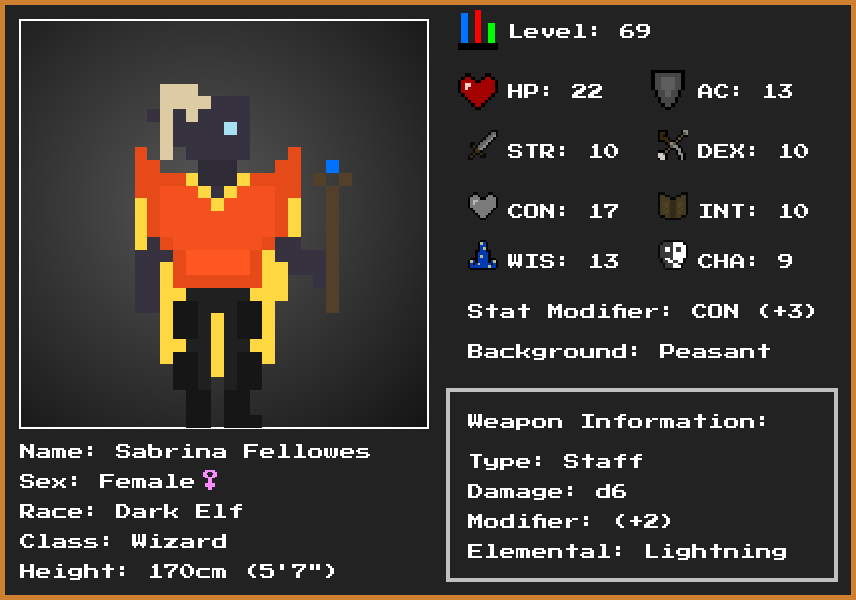 Level: 69
HP: 22
AC: 13
STR: 10
DEX: 10
CON: 17
INT: 10
WIS: 13
CHA: 9
Stat Modifier: CON (+3)
Background: Peasant
Name: Sabrina Fellowes
Sex: Female♀
Race: Dark Elf
Class: Wizard
Height: 170cm (5'7")
Weapon Information:
Type: Staff
Damage: d6
Modifier: (+2)
Elemental: Lightning